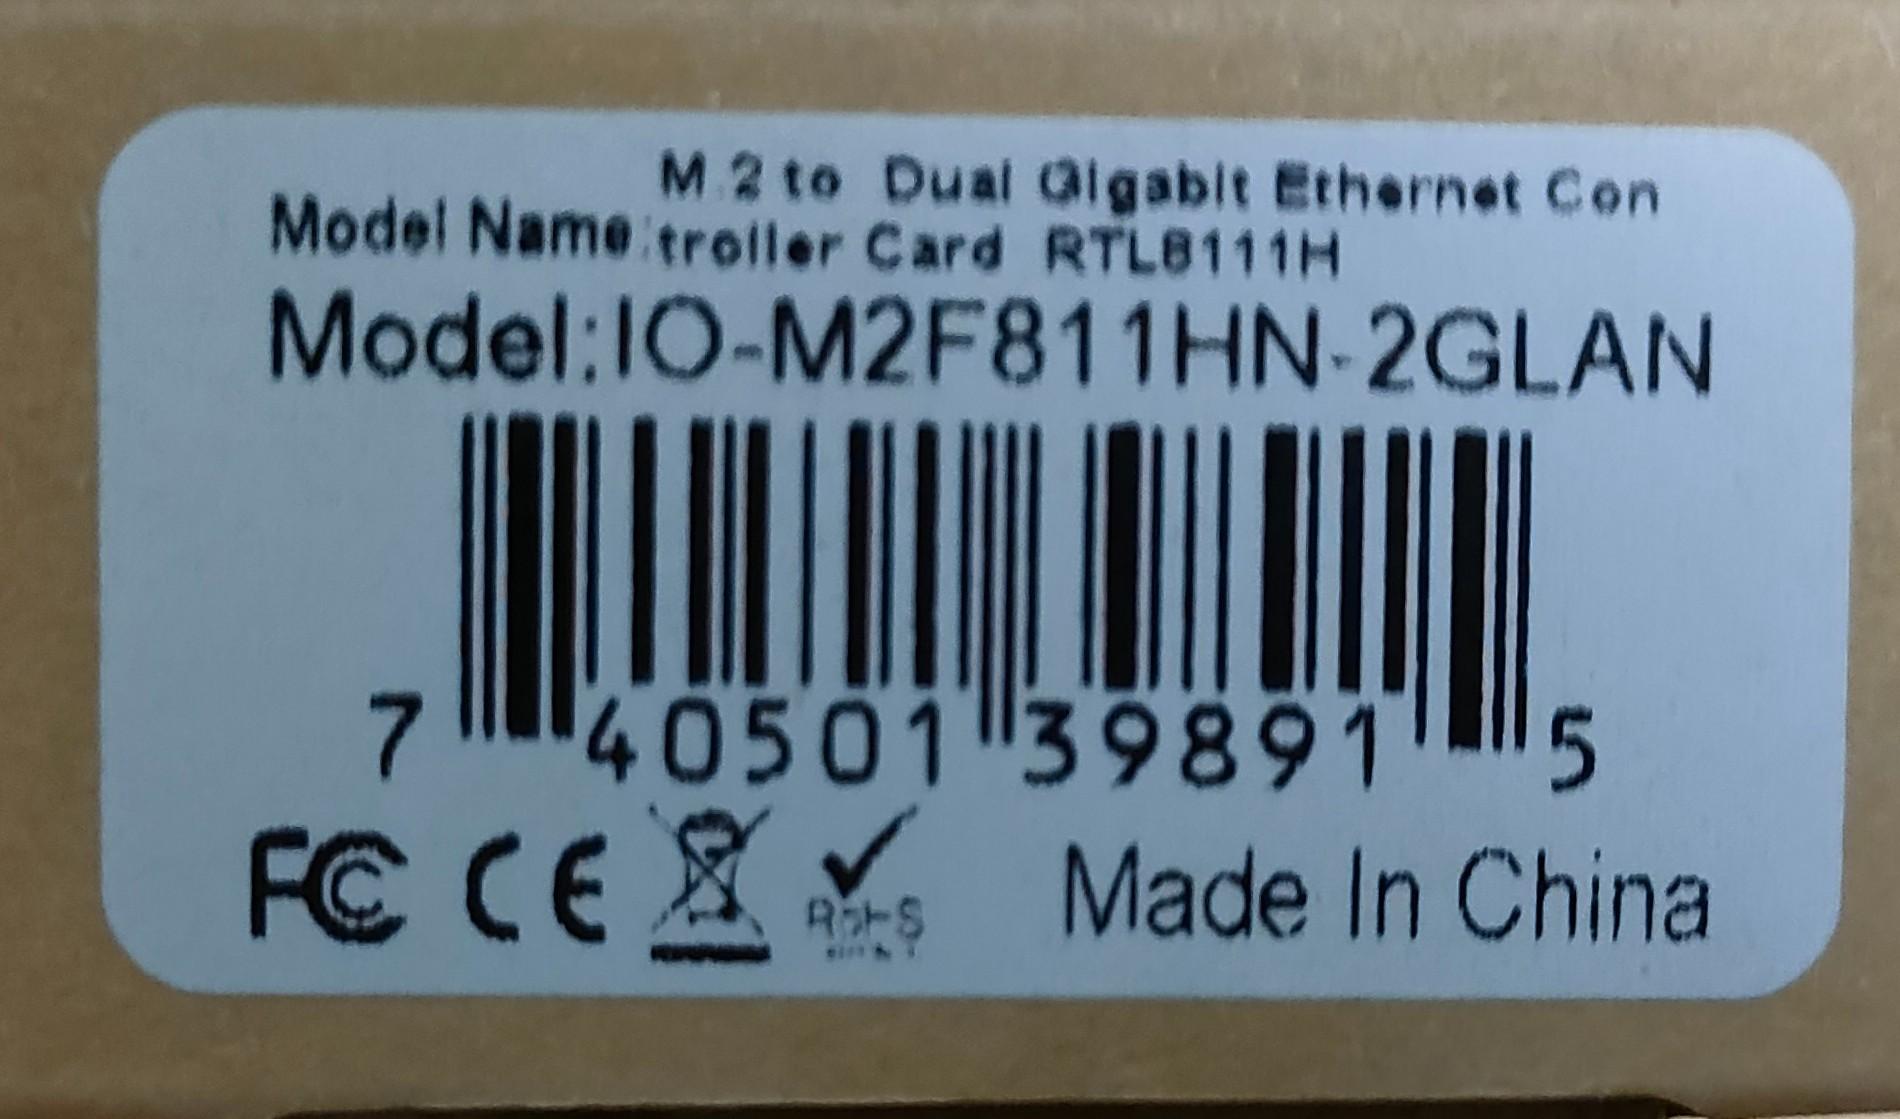 M.2 to Dual Gigabit Ethernet Con
Model Name:troller Card RTL8111H
Model:IO-M2F811HN-2GLAN
7 40501 39891 5
FC CE RoHS Made In China